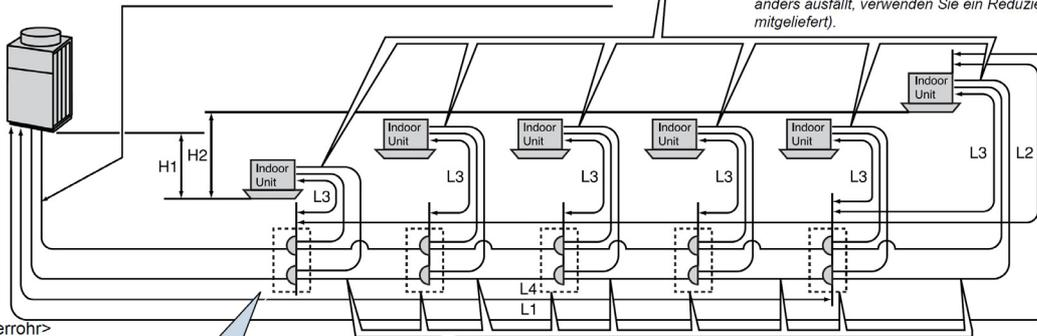 anders ausfällt, verwenden Sie ein Reduzie
mitgeliefert).
Indoor
Unit
Indoor
Unit
Indoor
Unit
Indoor
Unit
Indoor
Unit
Indoor
Unit
H1
H2
L3
L3
L3
L3
L3
L3
L2
L4
L1
errohr>